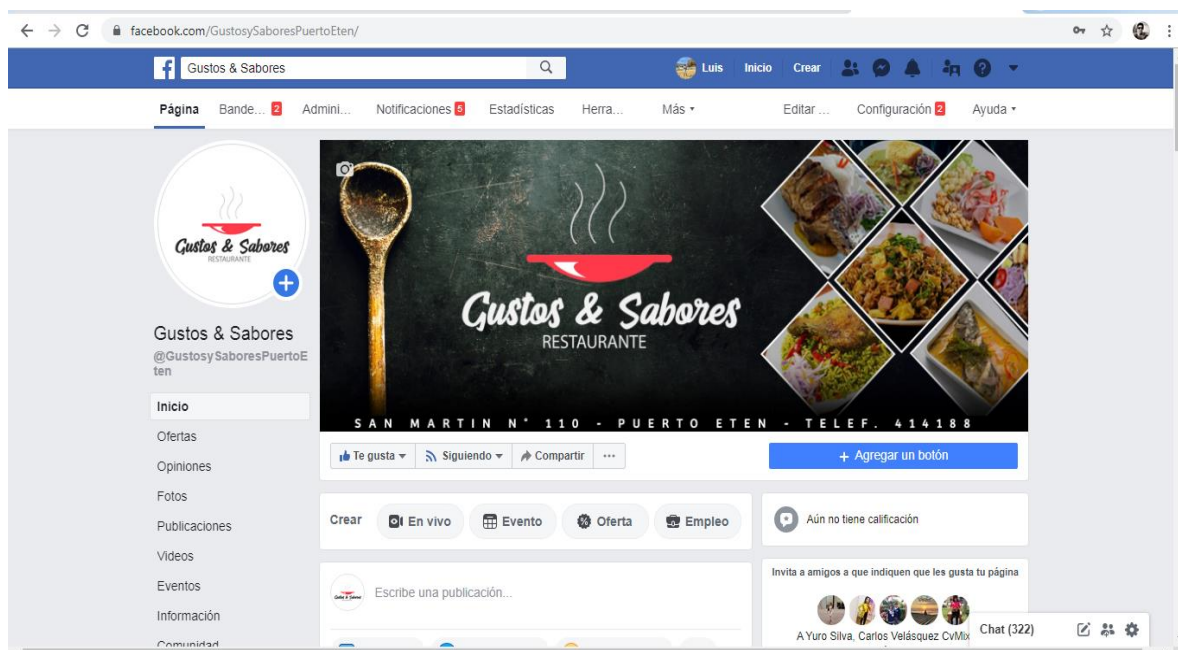 facebook.com/GustosySaboresPuertoEten/
Gustos & Sabores
Luis Inicio Crear
Página Bande... 2 Admini... Notificaciones 5 Estadísticas Herra... Más Editar ... Configuración 2 Ayuda
Gustos & Sabores
RESTAURANTE
Gustos & Sabores
@GustosySaboresPuertoE
ten
Inicio
Ofertas
Opiniones
Fotos
Publicaciones
Videos
Eventos
Información
Comunidad
Gustos & Sabores
RESTAURANTE
SAN MARTIN N° 110 - PUERTO ETEN - TELEF. 414188
Te gusta Siguiendo Compartir ...
+ Agregar un botón
Crear En vivo Evento Oferta Empleo
Aún no tiene calificación
Escribe una publicación...
Invita a amigos a que indiquen que les gusta tu página
A Yuro Silva, Carlos Velásquez CvMix
Chat (322)